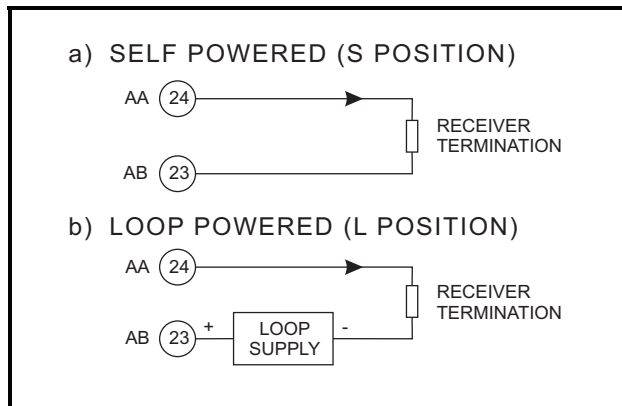 a) SELF POWERED (S POSITION)
AA 24
RECEIVER
TERMINATION
AB 23
b) LOOP POWERED (L POSITION)
AA 24
RECEIVER
TERMINATION
AB 23 + LOOP -
SUPPLY